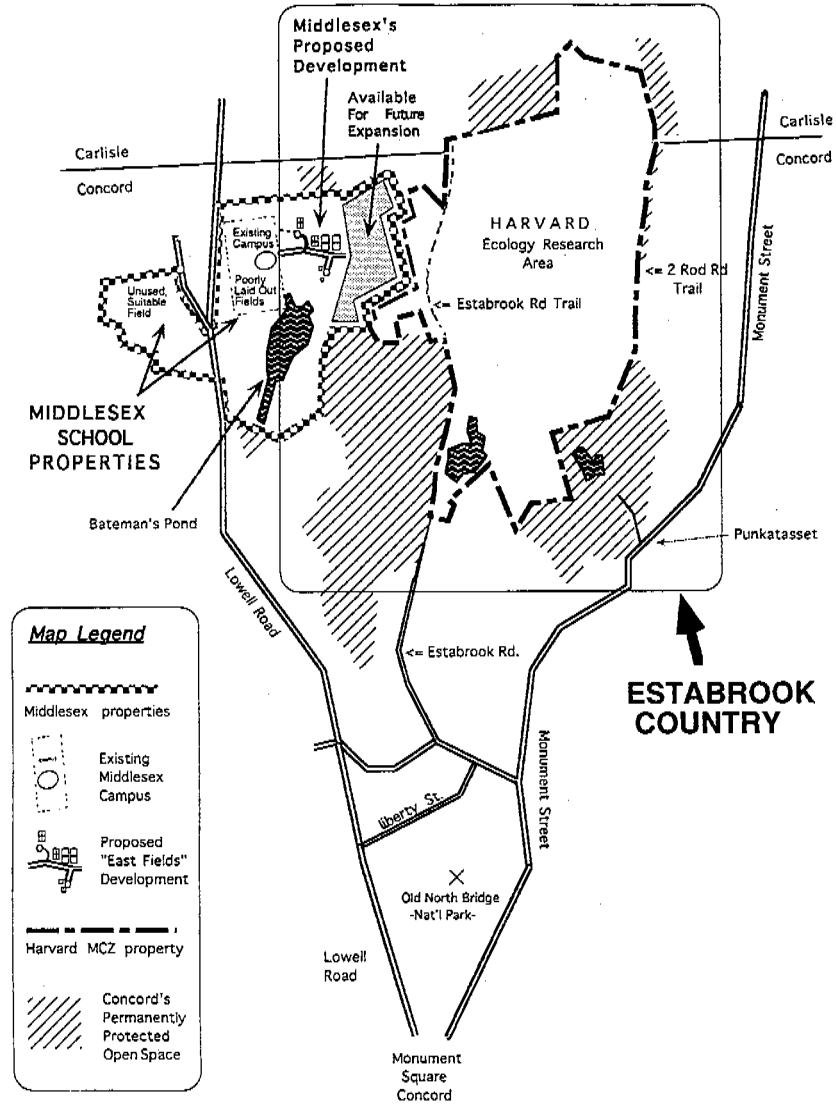 Middlesex's
Proposed
Development
Available
For Future
Expansion
Carlisle
Concord
Carlisle
Concord
Existing
Campus
Poorly
Laid Out
Fields
Unused,
Suitable
Field
HARVARD
Ecology Research
Area
<= 2 Rod Rd
Trail
<= Estabrook Rd Trail
Monument Street
MIDDLESEX
SCHOOL
PROPERTIES
Bateman's Pond
Punkatasset
Lowell Road
<= Estabrook Rd.
ESTABROOK
COUNTRY
Monument Street
liberty St.
Old North Bridge
-Nat'l Park-
Lowell
Road
Monument
Square
Concord
Map Legend
Middlesex properties
Existing
Middlesex
Campus
Proposed
"East Fields"
Development
Harvard MCZ property
Concord's
Permanently
Protected
Open Space